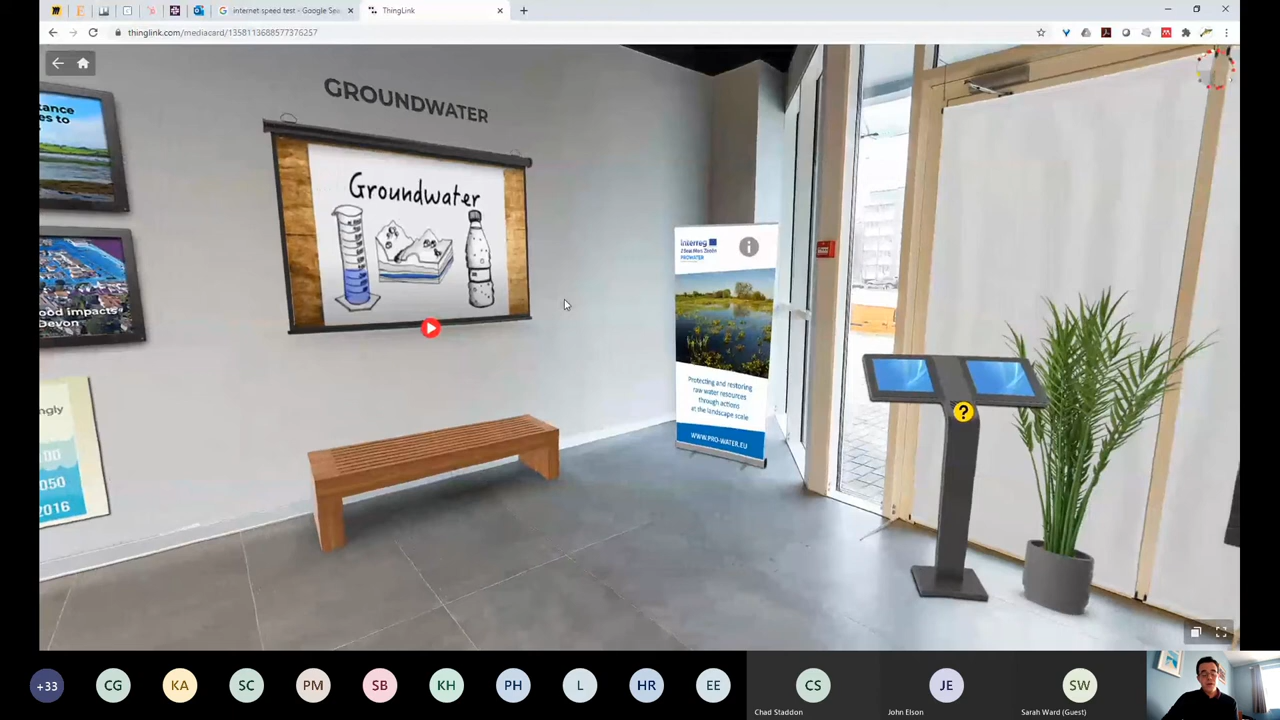 internet speed test - Google Sea
ThingLink
thinglink.com/mediacard/1358113688577376257
GROUNDWATER
Groundwater
tance
es to
ood impacts
Devon
ngly
00
050
2016
Interreg
PROWATER
i
Protecting and restoring
raw water resources
through actions
at the landscape scale
WWW.PRO-WATER.EU
?
+33
CG
KA
SC
PM
SB
KH
PH
L
HR
EE
CS
Chad Staddon
JE
John Elson
SW
Sarah Ward (Guest)